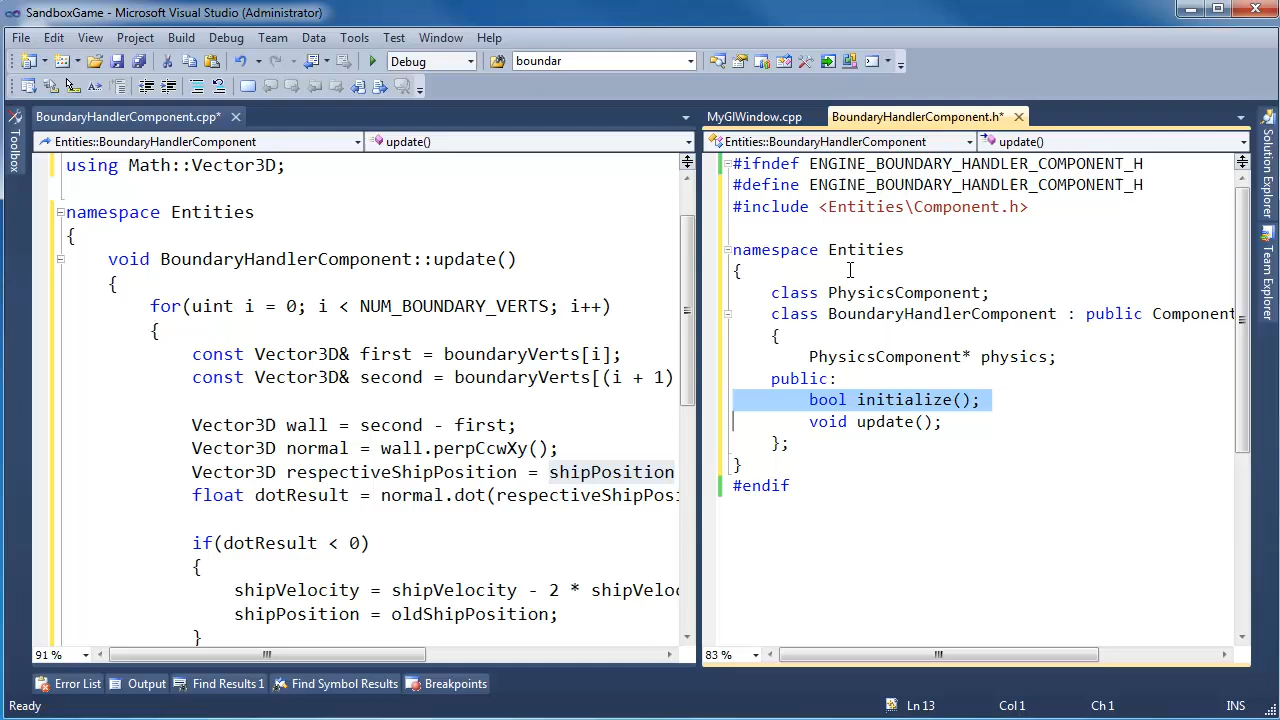 SandboxGame - Microsoft Visual Studio (Administrator)
File Edit View Project Build Debug Team Data Tools Test Window Help
Debug boundar
BoundaryHandlerComponent.cpp* MyGlWindow.cpp BoundaryHandlerComponent.h*
Entities::BoundaryHandlerComponent update() Entities::BoundaryHandlerComponent update()
Toolbox
Solution Explorer
Team Explorer
using Math::Vector3D;
namespace Entities
{
void BoundaryHandlerComponent::update()
{
for(uint i = 0; i < NUM_BOUNDARY_VERTS; i++)
{
const Vector3D& first = boundaryVerts[i];
const Vector3D& second = boundaryVerts[(i + 1)
Vector3D wall = second - first;
Vector3D normal = wall.perpCcwXy();
Vector3D respectiveShipPosition = shipPosition
float dotResult = normal.dot(respectiveShipPosi
if(dotResult < 0)
{
shipVelocity = shipVelocity - 2 * shipVeloc
shipPosition = oldShipPosition;
}
#ifndef ENGINE_BOUNDARY_HANDLER_COMPONENT_H
#define ENGINE_BOUNDARY_HANDLER_COMPONENT_H
#include <Entities\Component.h>
namespace Entities
{
class PhysicsComponent;
class BoundaryHandlerComponent : public Component
{
PhysicsComponent* physics;
public:
bool initialize();
void update();
};
}
#endif
91 % 83 %
Error List Output Find Results 1 Find Symbol Results Breakpoints
Ready Ln 13 Col 1 Ch 1 INS